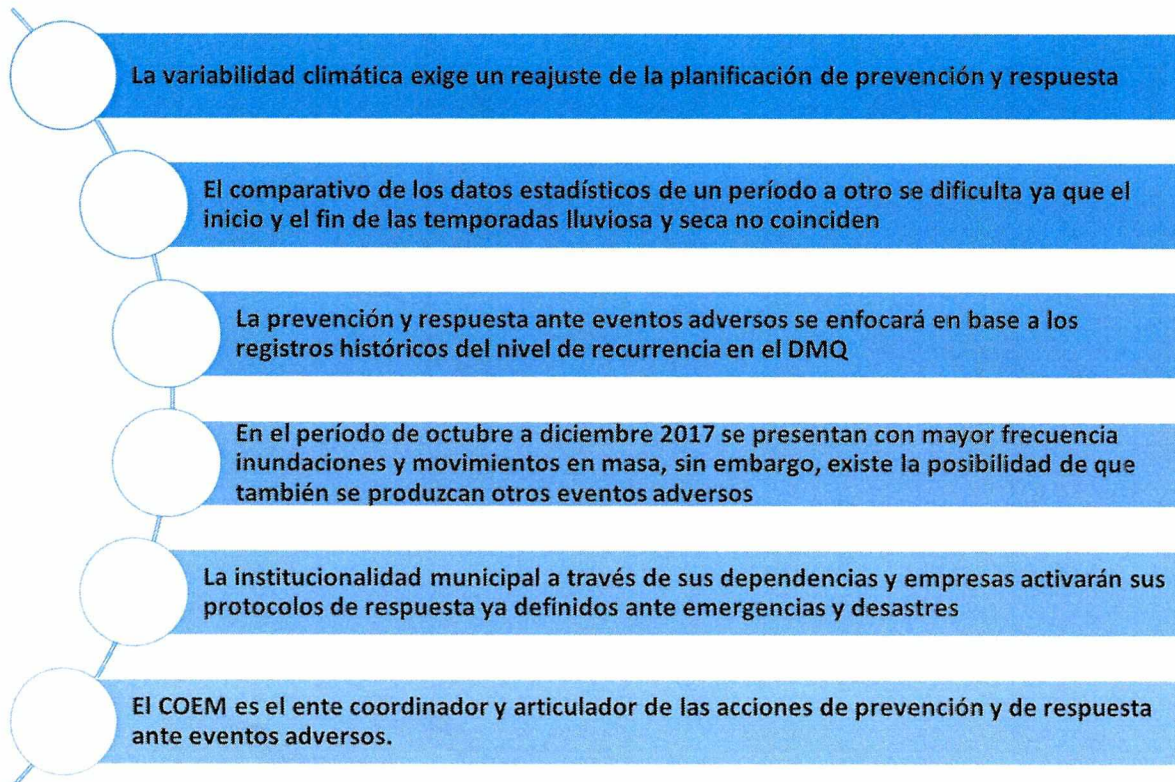 La variabilidad climática exige un reajuste de la planificación de prevención y respuesta
El comparativo de los datos estadísticos de un período a otro se dificulta ya que el
inicio y el fin de las temporadas lluviosa y seca no coinciden
La prevención y respuesta ante eventos adversos se enfocará en base a los
registros históricos del nivel de recurrencia en el DMQ
En el período de octubre a diciembre 2017 se presentan con mayor frecuencia
inundaciones y movimientos en masa, sin embargo, existe la posibilidad de que
también se produzcan otros eventos adversos
La institucionalidad municipal a través de sus dependencias y empresas activarán sus
protocolos de respuesta ya definidos ante emergencias y desastres
El COEM es el ente coordinador y articulador de las acciones de prevención y de respuesta
ante eventos adversos.